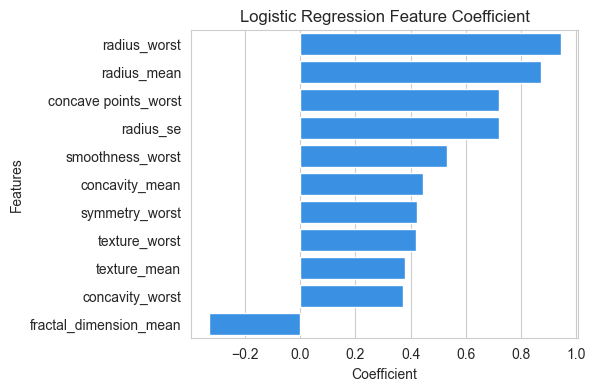 Logistic Regression Feature Coefficient
Features
radius_worst
radius_mean
concave points_worst
radius_se
smoothness_worst
concavity_mean
symmetry_worst
texture_worst
texture_mean
concavity_worst
fractal_dimension_mean
−0.2 0.0 0.2 0.4 0.6 0.8 1.0
Coefficient